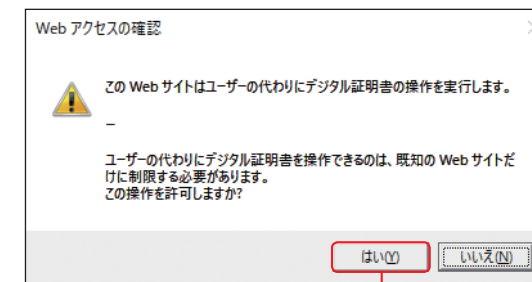 Web アクセスの確認
この Web サイトはユーザーの代わりにデジタル証明書の操作を実行します。
–
ユーザーの代わりにデジタル証明書を操作できるのは、既知の Web サイトだ
けに制限する必要があります。
この操作を許可しますか?
はい(Y)
いいえ(N)